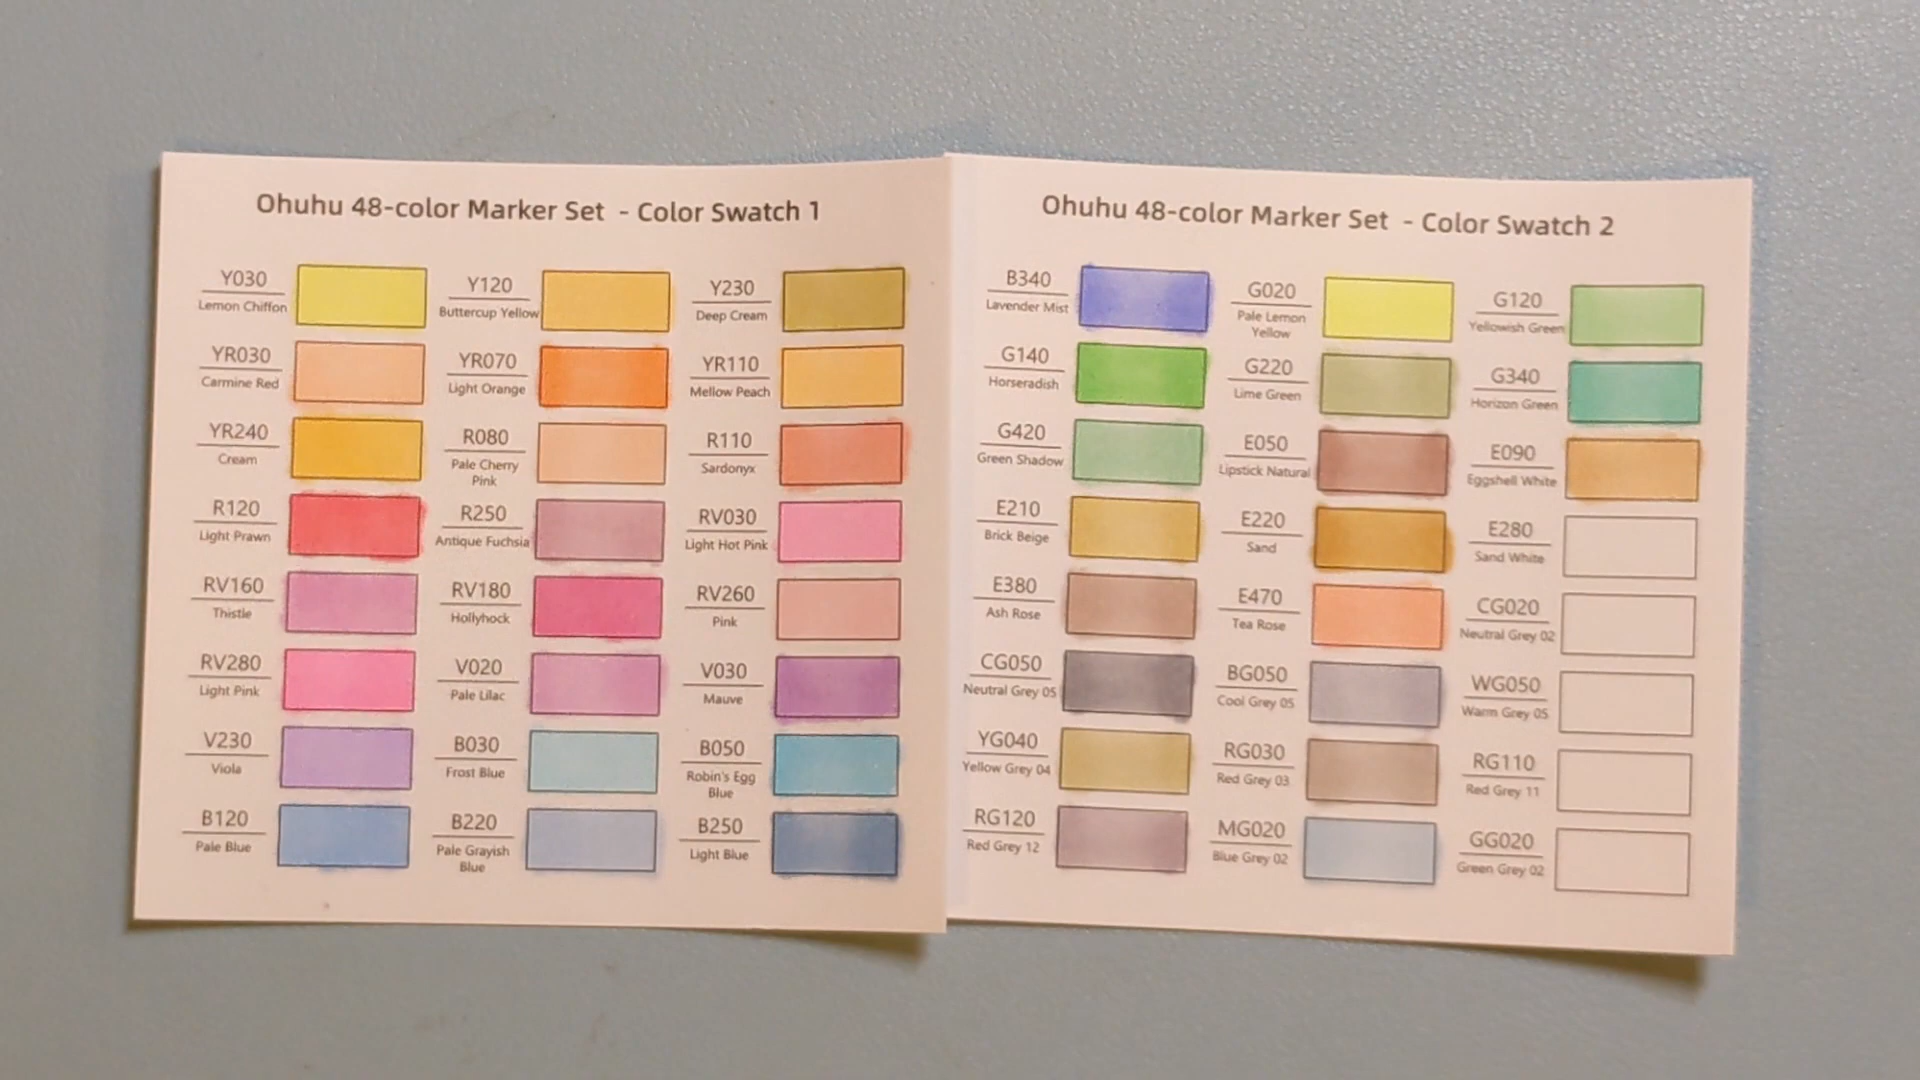 Ohuhu 48-color Marker Set - Color Swatch 1
Y030
Lemon Chiffon
Y120
Buttercup Yellow
Y230
Deep Cream
YR030
Carmine Red
YR070
Light Orange
YR110
Mellow Peach
YR240
Cream
R080
Pale Cherry
Pink
R110
Sardonyx
R120
Light Prawn
R250
Antique Fuchsia
RV030
Light Hot Pink
RV160
Thistle
RV180
Hollyhock
RV260
Pink
RV280
Light Pink
V020
Pale Lilac
V030
Mauve
V230
Viola
B030
Frost Blue
B050
Robin's Egg
Blue
B120
Pale Blue
B220
Pale Grayish
Blue
B250
Light Blue
Ohuhu 48-color Marker Set - Color Swatch 2
B340
Lavender Mist
G020
Pale Lemon
Yellow
G120
Yellowish Green
G140
Horseradish
G220
Lime Green
G340
Horizon Green
G420
Green Shadow
E050
Lipstick Natural
E090
Eggshell White
E210
Brick Beige
E220
Sand
E280
Sand White
E380
Ash Rose
E470
Tea Rose
CG020
Neutral Grey 02
CG050
Neutral Grey 05
BG050
Cool Grey 05
WG050
Warm Grey 05
YG040
Yellow Grey 04
RG030
Red Grey 03
RG110
Red Grey 11
RG120
Red Grey 12
MG020
Blue Grey 02
GG020
Green Grey 02